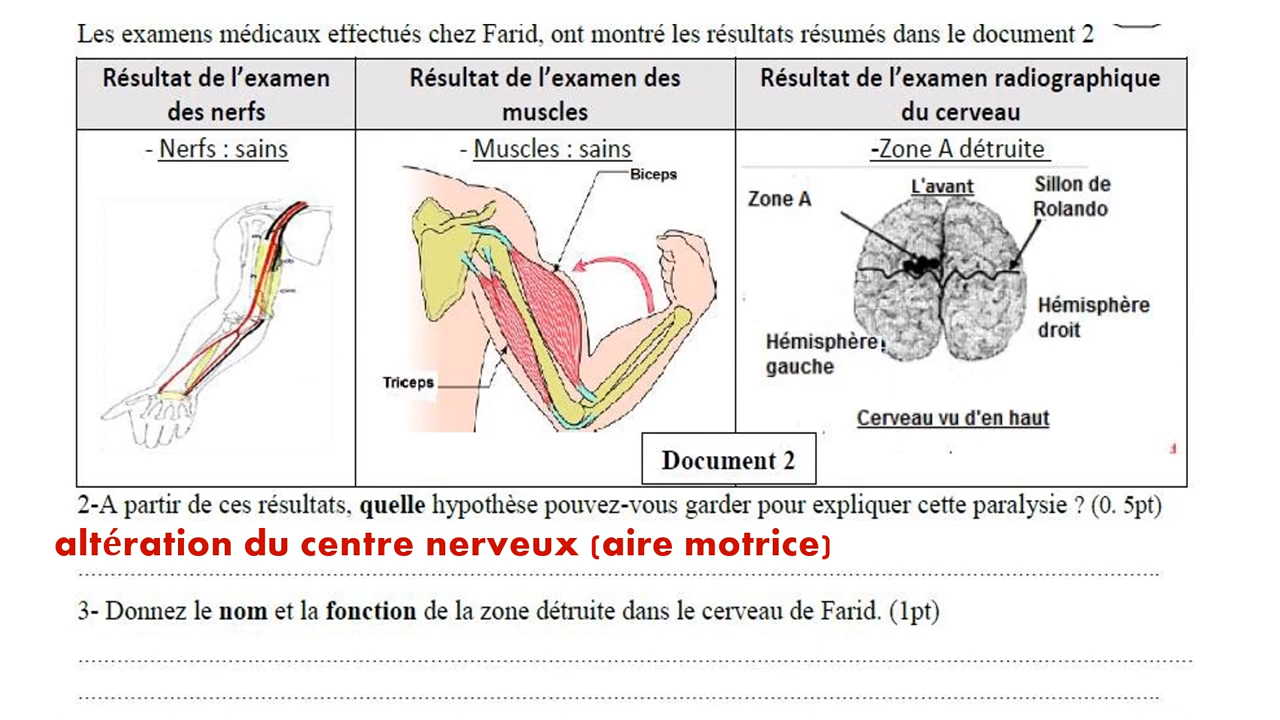 Les examens médicaux effectués chez Farid, ont montré les résultats résumés dans le document 2
Résultat de l’examen
des nerfs
Résultat de l’examen des
muscles
Résultat de l’examen radiographique
du cerveau
- Nerfs : sains
- Muscles : sains
-Zone A détruite
Biceps
Triceps
Zone A
L'avant
Sillon de
Rolando
Hémisphère
droit
Hémisphère
gauche
Cerveau vu d'en haut
Document 2
2-A partir de ces résultats, quelle hypothèse pouvez-vous garder pour expliquer cette paralysie ? (0. 5pt)
altération du centre nerveux (aire motrice)
3- Donnez le nom et la fonction de la zone détruite dans le cerveau de Farid. (1pt)